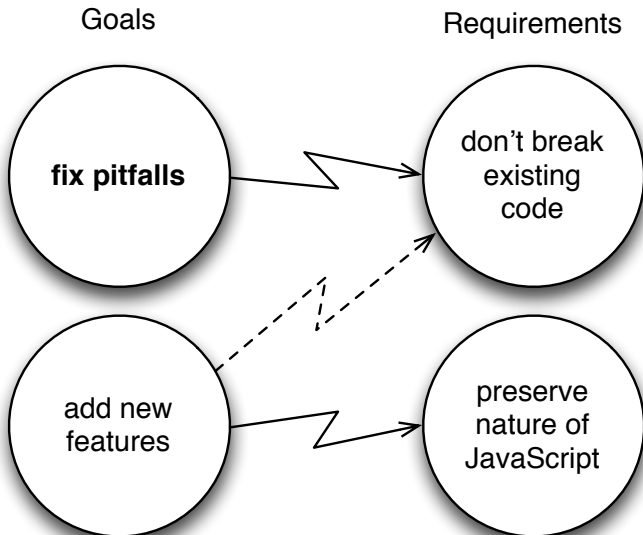 Goals
Requirements
fix pitfalls
don't break
existing
code
add new
features
preserve
nature of
JavaScript